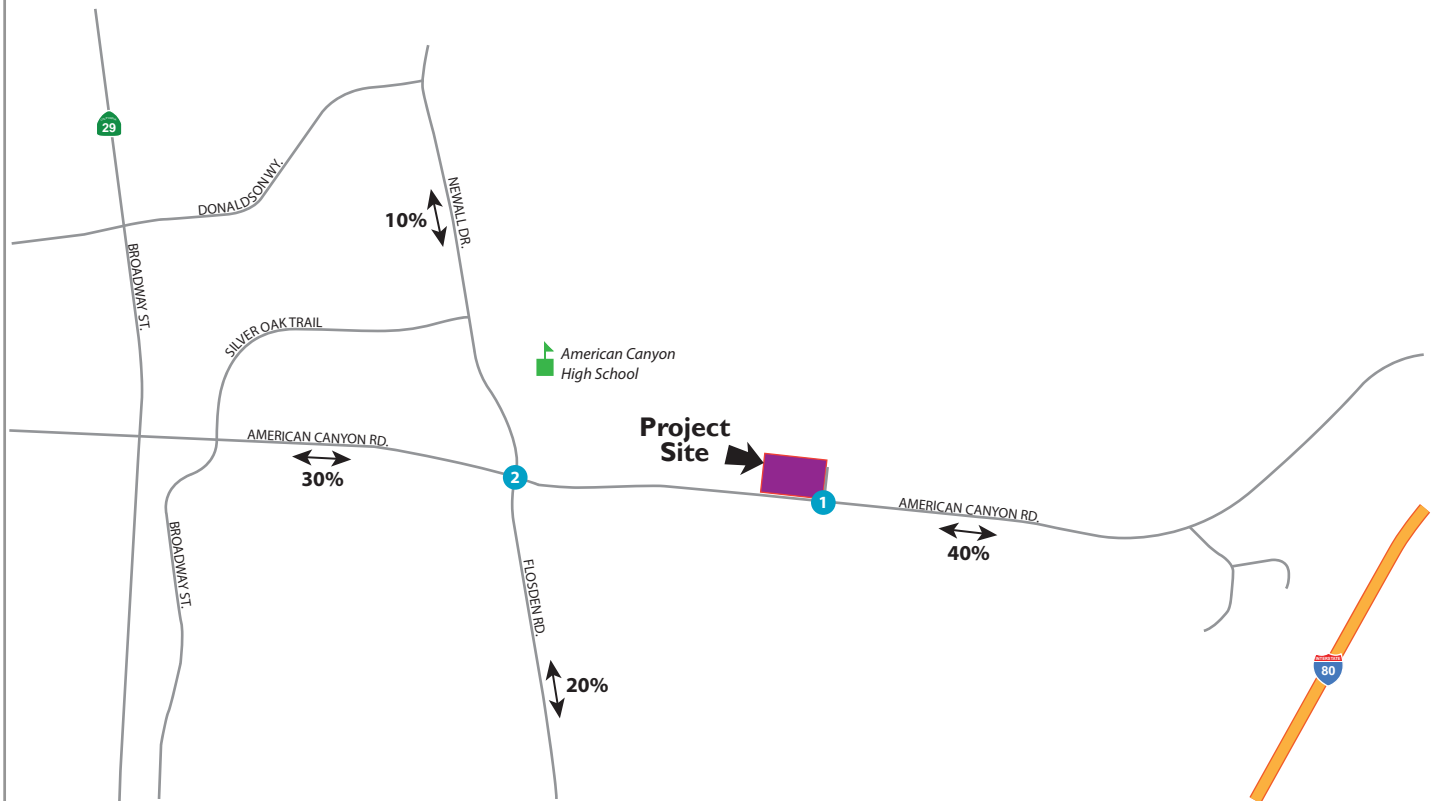 29
DONALDSON WY.
NEWALL DR.
10%
BROADWAY ST.
SILVER OAK TRAIL
American Canyon
High School
Project
Site
AMERICAN CANYON RD.
30%
2
1
AMERICAN CANYON RD.
40%
BROADWAY ST.
FLOSDEN RD.
20%
INTERSTATE
80